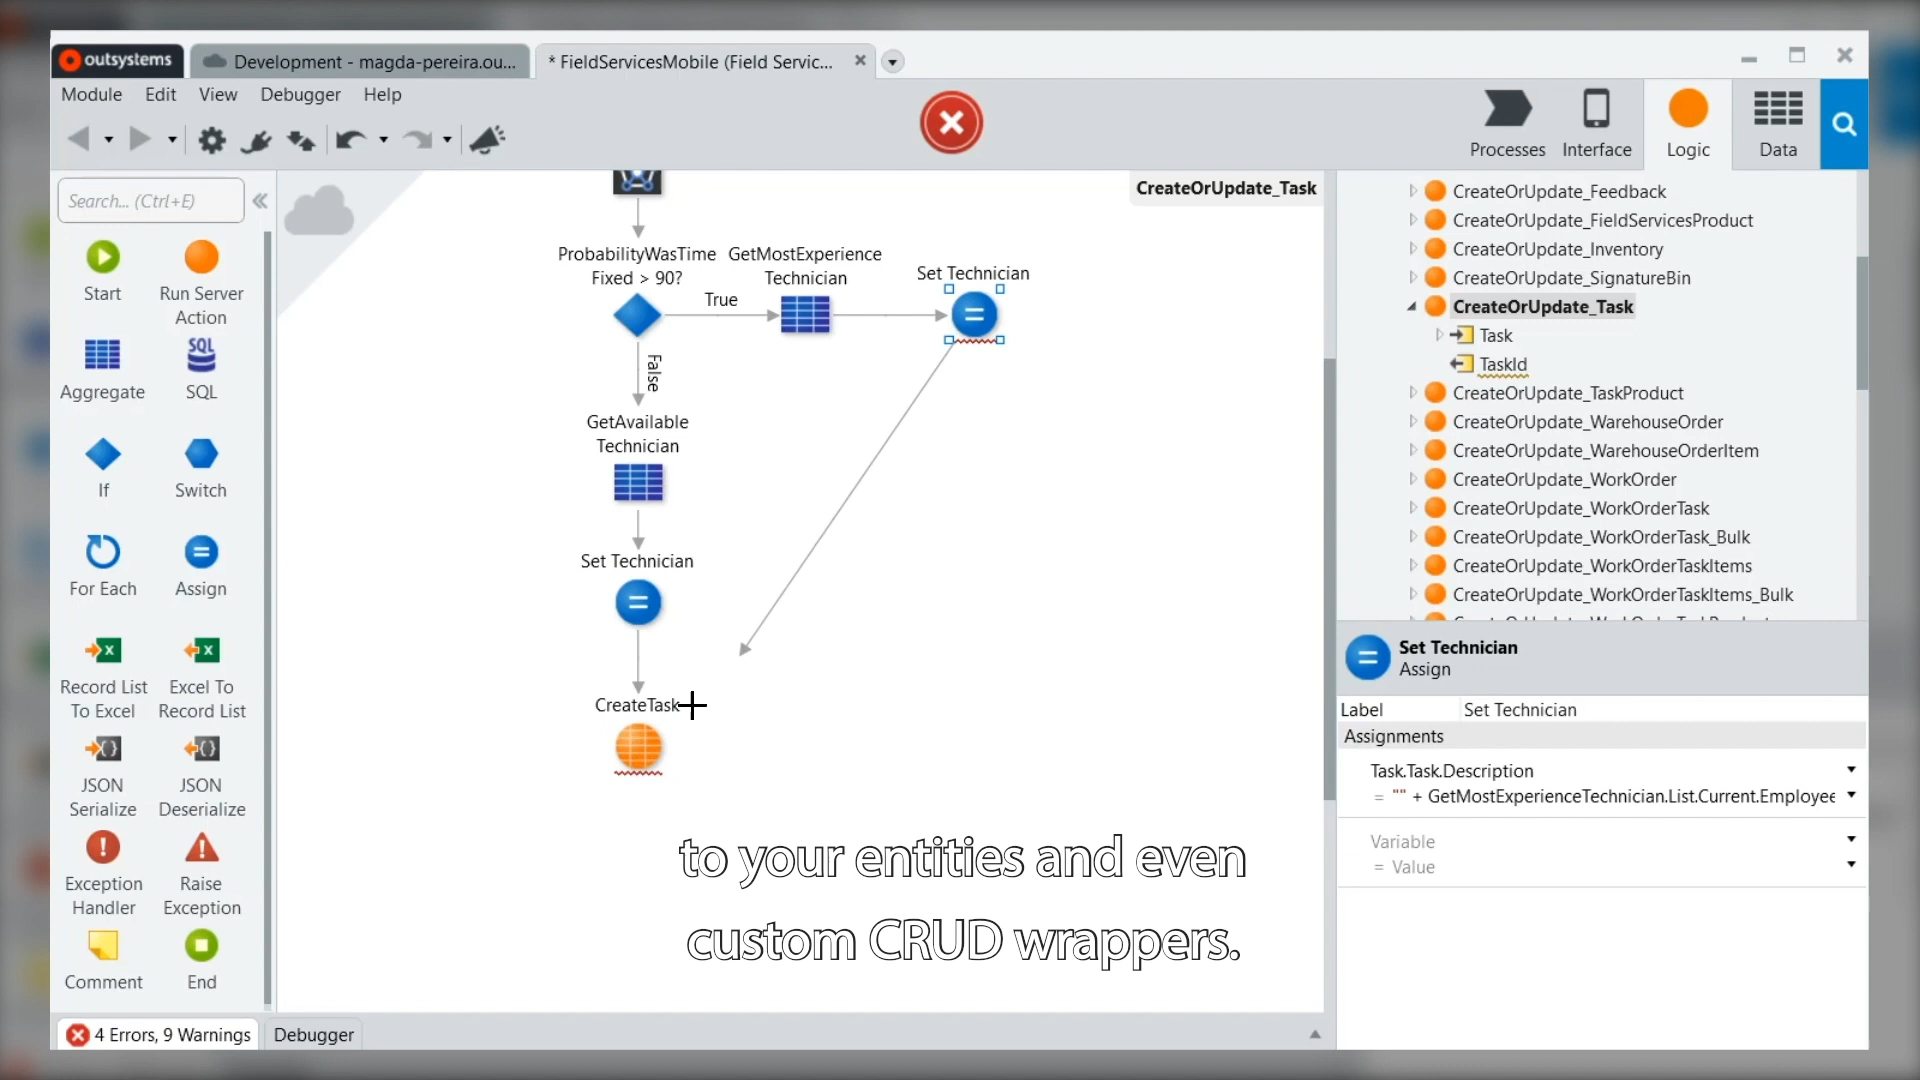 outsystems
Development - magda-pereira.ou...
* FieldServicesMobile (Field Servic...
Module
Edit
View
Debugger
Help
Processes
Interface
Logic
Data
Search... (Ctrl+E)
Start
Run Server
Action
Aggregate
SQL
SQL
If
Switch
For Each
Assign
Record List
To Excel
Excel To
Record List
JSON
Serialize
JSON
Deserialize
Exception
Handler
Raise
Exception
Comment
End
CreateOrUpdate_Task
ProbabilityWasTime
Fixed > 90?
True
False
GetMostExperience
Technician
Set Technician
GetAvailable
Technician
Set Technician
CreateTask
to your entities and even
custom CRUD wrappers.
CreateOrUpdate_Feedback
CreateOrUpdate_FieldServicesProduct
CreateOrUpdate_Inventory
CreateOrUpdate_SignatureBin
CreateOrUpdate_Task
Task
TaskId
CreateOrUpdate_TaskProduct
CreateOrUpdate_WarehouseOrder
CreateOrUpdate_WarehouseOrderItem
CreateOrUpdate_WorkOrder
CreateOrUpdate_WorkOrderTask
CreateOrUpdate_WorkOrderTask_Bulk
CreateOrUpdate_WorkOrderTaskItems
CreateOrUpdate_WorkOrderTaskItems_Bulk
Set Technician
Assign
Label
Set Technician
Assignments
Task.Task.Description
= "" + GetMostExperienceTechnician.List.Current.Employee
Variable
= Value
4 Errors, 9 Warnings
Debugger